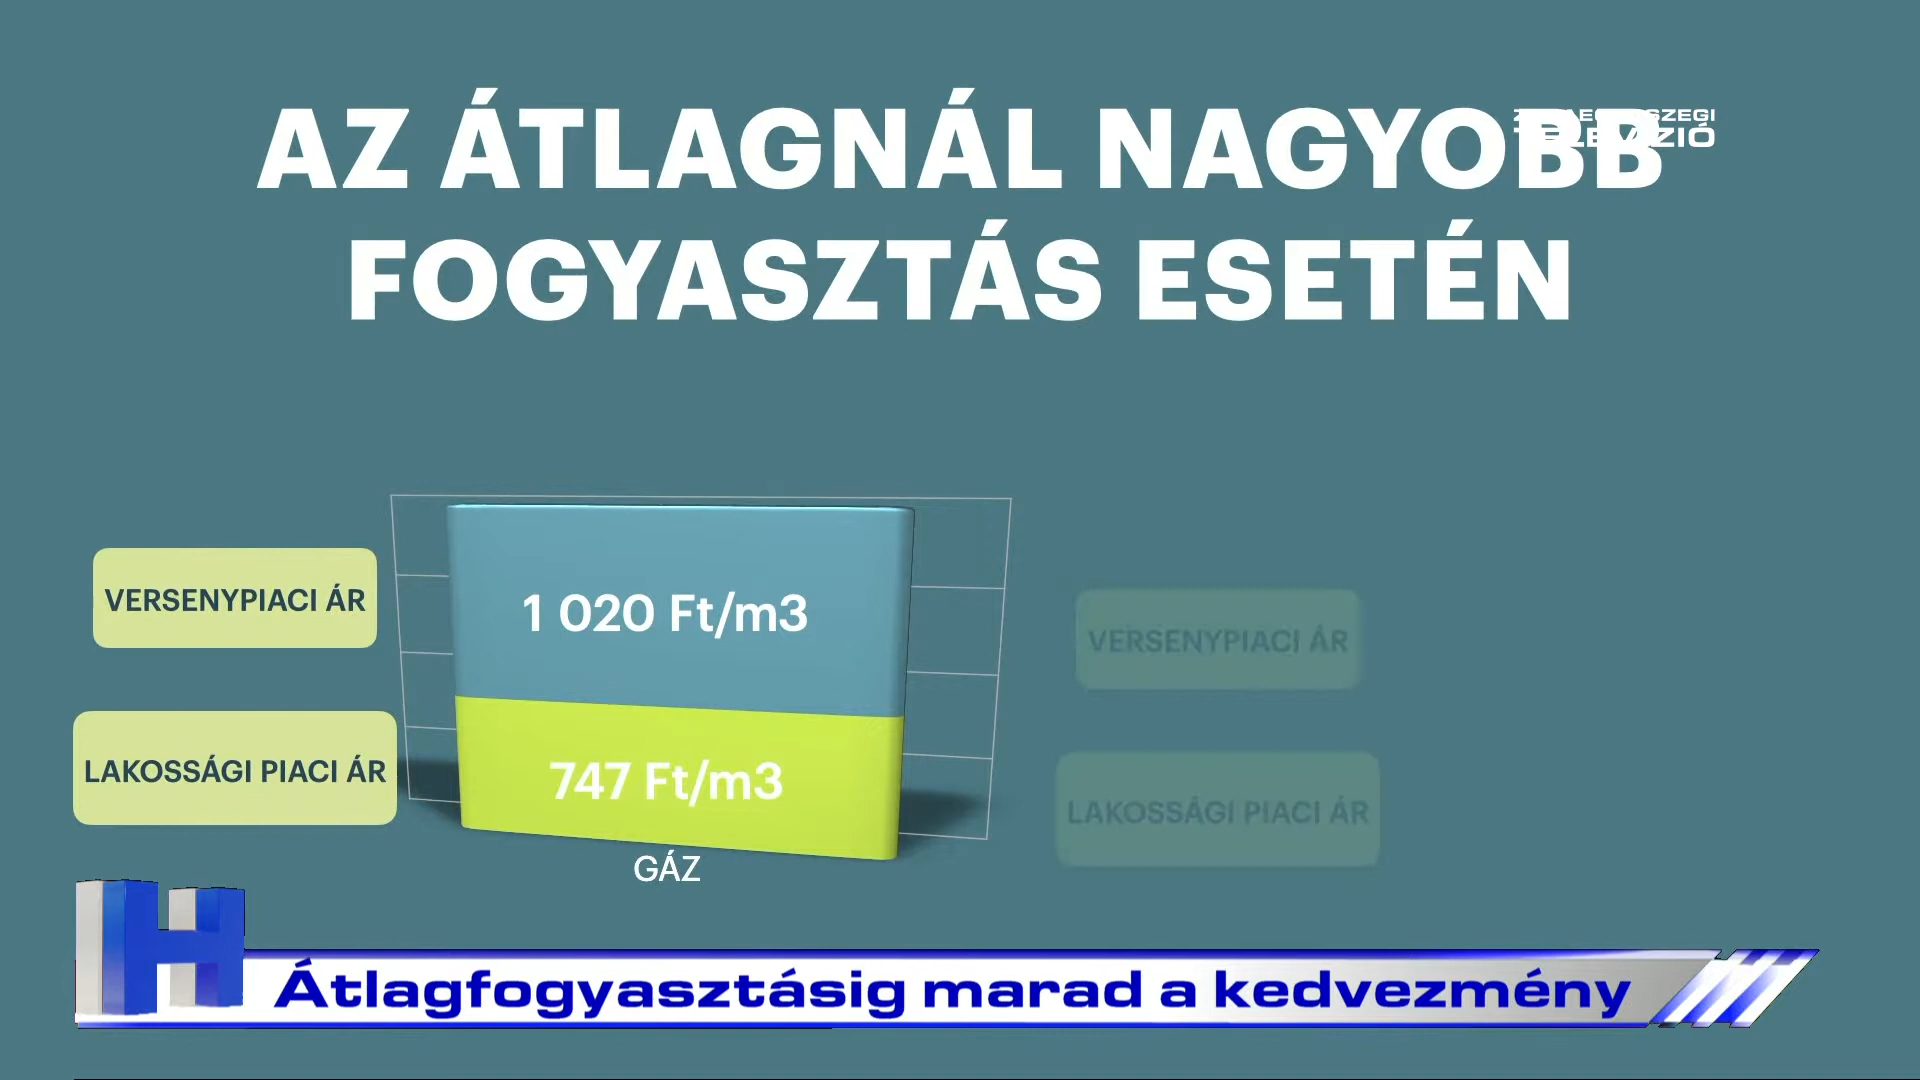 AZ ÁTLAGNÁL NAGYOBB
FOGYASZTÁS ESETÉN
VERSENYPIACI ÁR
1 020 Ft/m3
VERSENYPIACI ÁR
LAKOSSÁGI PIACI ÁR
747 Ft/m3
LAKOSSÁGI PIACI ÁR
GÁZ
H
Átlagfogyasztásig marad a kedvezmény